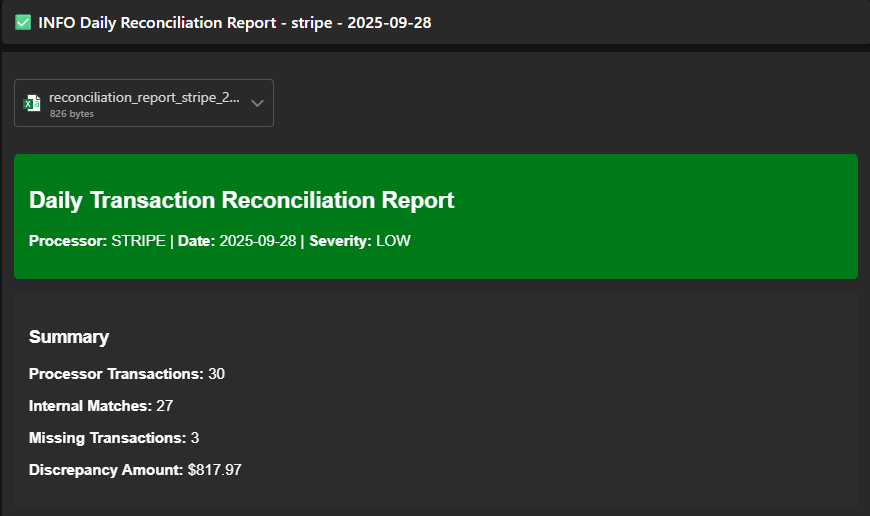 ✅ INFO Daily Reconciliation Report - stripe - 2025-09-28
reconciliation_report_stripe_2...
826 bytes
Daily Transaction Reconciliation Report
Processor: STRIPE | Date: 2025-09-28 | Severity: LOW
Summary
Processor Transactions: 30
Internal Matches: 27
Missing Transactions: 3
Discrepancy Amount: $817.97